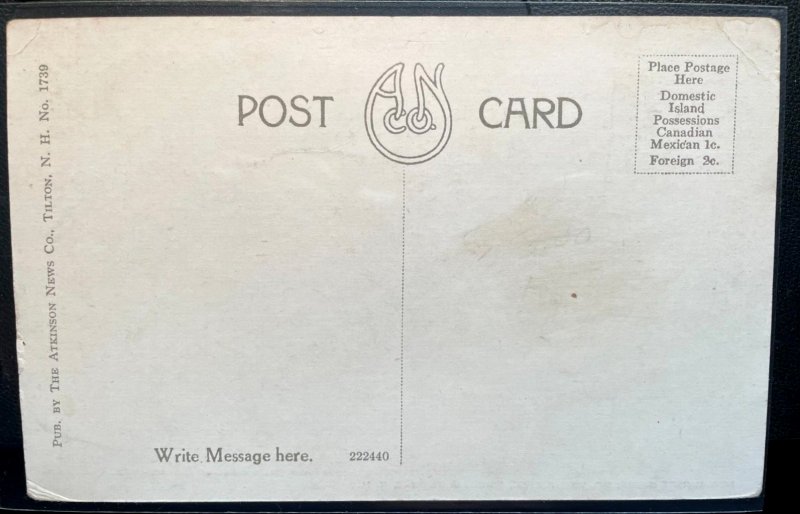 POST CARD
A N
CO.
Place Postage
Here
Domestic
Island
Possessions
Canadian
Mexican 1c.
Foreign 2c.
PUB. BY THE ATKINSON NEWS CO., TILTON, N. H. No. 1739
Write Message here.
222440